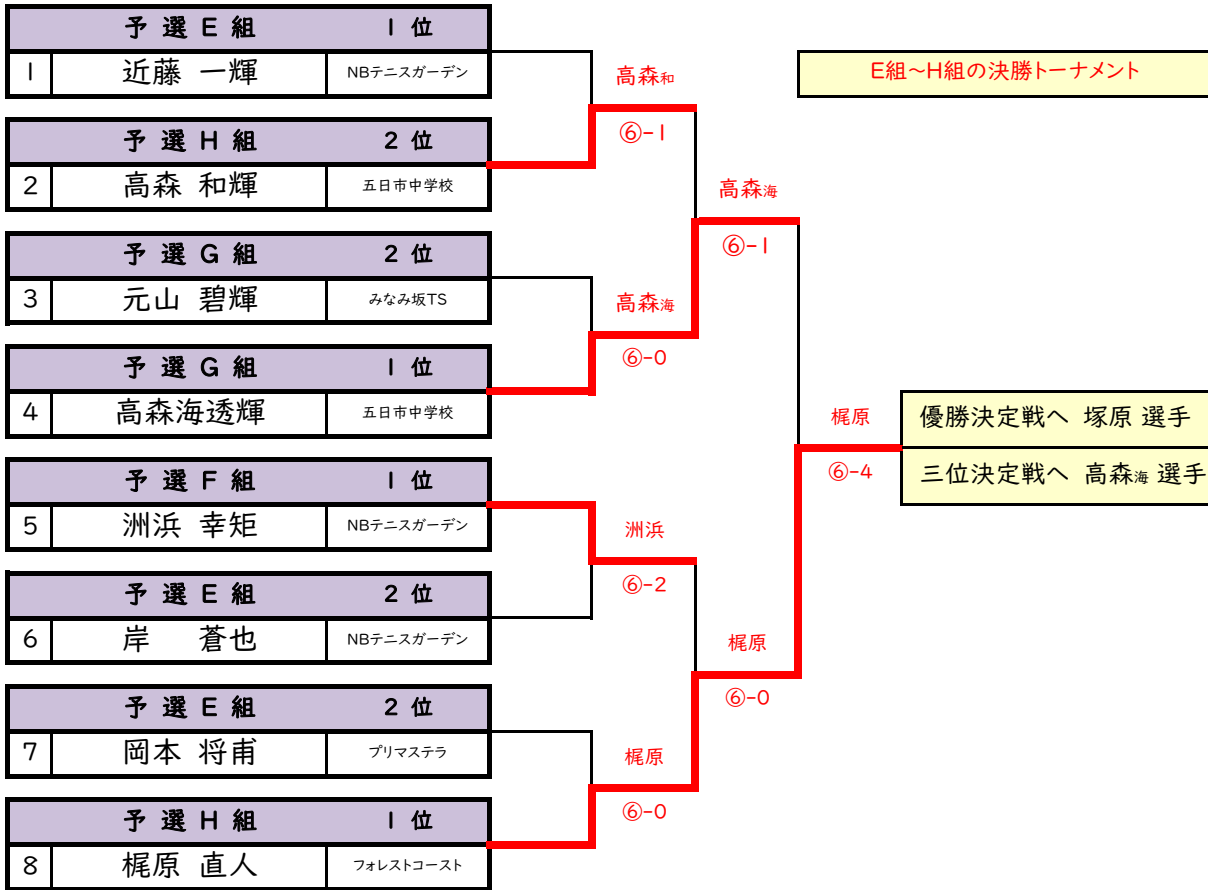 予選E組 1位
1 近藤 一輝 NBテニスガーデン
E組～H組の決勝トーナメント
高森和
⑥-1
予選H組 2位
2 高森 和輝 五日市中学校
高森海
⑥-1
予選G組 2位
3 元山 碧輝 みなみ坂TS
高森海
⑥-0
予選G組 1位
4 高森海透輝 五日市中学校
梶原
⑥-4
優勝決定戦へ 塚原 選手
三位決定戦へ 高森海 選手
予選F組 1位
5 洲浜 幸矩 NBテニスガーデン
洲浜
⑥-2
予選E組 2位
6 岸 蒼也 NBテニスガーデン
梶原
⑥-0
予選E組 2位
7 岡本 将甫 プリマステラ
梶原
⑥-0
予選H組 1位
8 梶原 直人 フォレストコースト